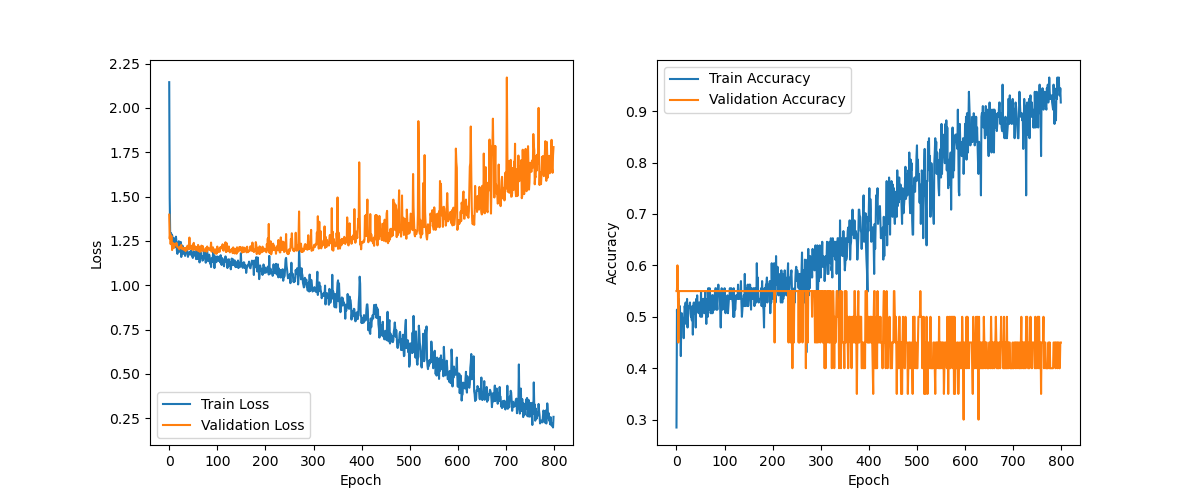 2.25
2.00
1.75
1.50
1.25
1.00
0.75
0.50
0.25
Loss
Train Loss
Validation Loss
0 100 200 300 400 500 600 700 800
Epoch
0.9
0.8
0.7
0.6
0.5
0.4
0.3
Accuracy
Train Accuracy
Validation Accuracy
0 100 200 300 400 500 600 700 800
Epoch